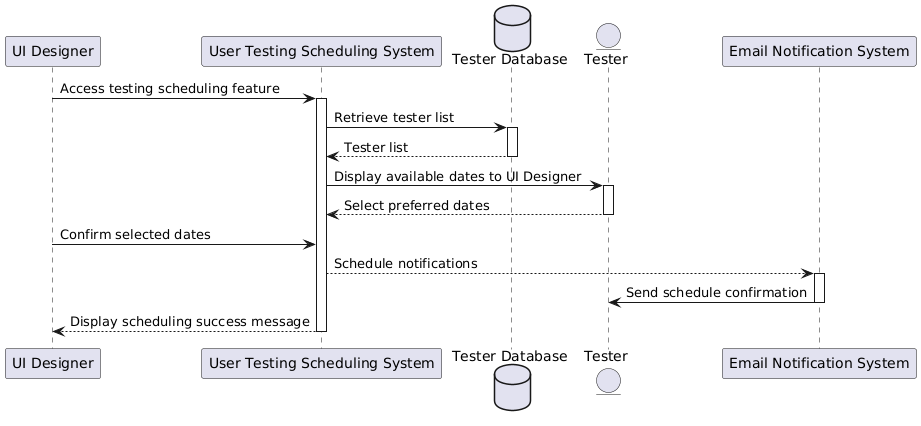 UI Designer
User Testing Scheduling System
Tester Database
Tester
Email Notification System
Access testing scheduling feature
Retrieve tester list
Tester list
Display available dates to UI Designer
Select preferred dates
Confirm selected dates
Schedule notifications
Send schedule confirmation
Display scheduling success message
UI Designer
User Testing Scheduling System
Tester Database
Tester
Email Notification System